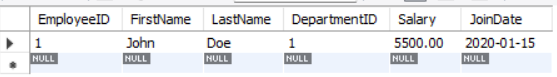 EmployeeID FirstName LastName DepartmentID Salary JoinDate
1 John Doe 1 5500.00 2020-01-15
NULL NULL NULL NULL NULL NULL